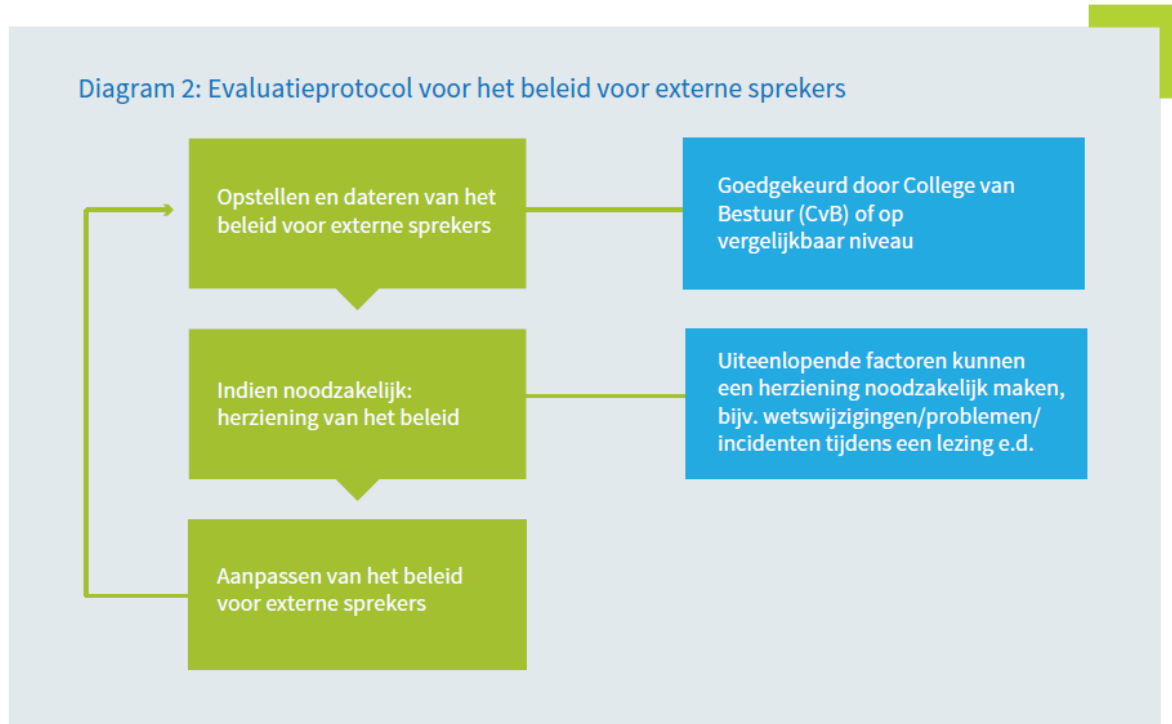 Diagram 2: Evaluatieprotocol voor het beleid voor externe sprekers
Opstellen en dateren van het
beleid voor externe sprekers
Goedgekeurd door College van
Bestuur (CvB) of op
vergelijkbaar niveau
Indien noodzakelijk:
herziening van het beleid
Uiteenlopende factoren kunnen
een herziening noodzakelijk maken,
bijv. wetswijzigingen/problemen/
incidenten tijdens een lezing e.d.
Aanpassen van het beleid
voor externe sprekers